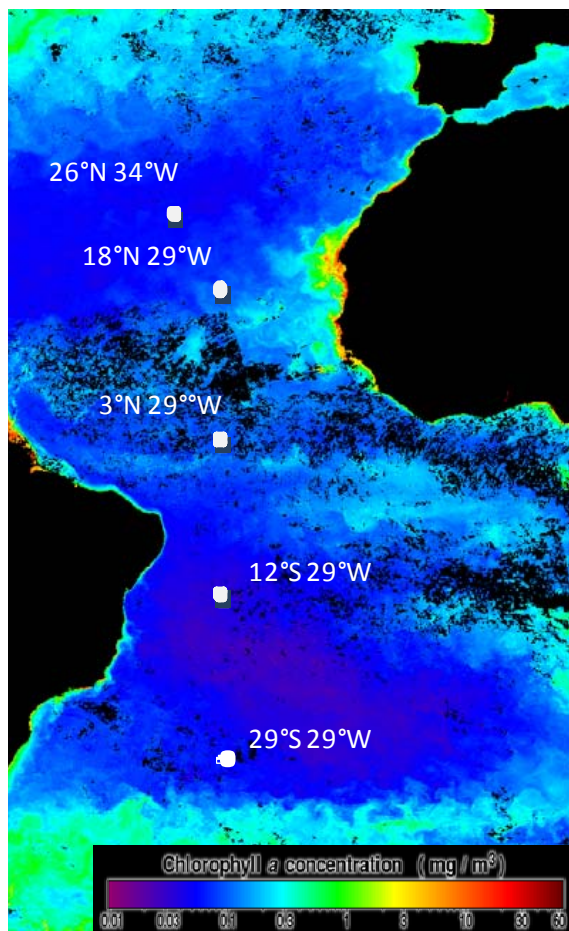 26°N 34°W
18°N 29°W
3°N 29°°W
12°S 29°W
29°S 29°W
Chlorophyll a concentration ( mg / m³)
0.01 0.03 0.1 0.3 1 3 10 30 60